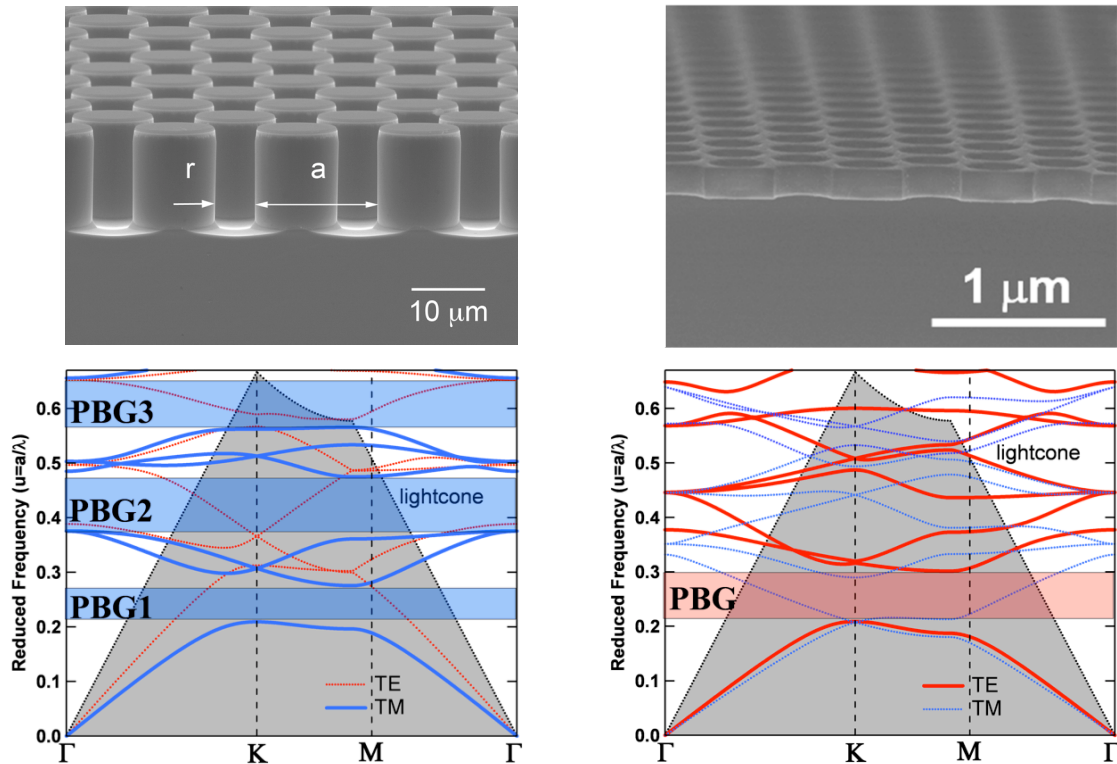 r
a
10 μm
1 μm
Reduced Frequency (u=a/λ)
0.6
0.5
0.4
0.3
0.2
0.1
0.0
PBG3
PBG2
PBG1
lightcone
TE
TM
Γ
K
M
Γ
Reduced Frequency (u=a/λ)
0.6
0.5
0.4
0.3
0.2
0.1
0.0
PBG
lightcone
TE
TM
Γ
K
M
Γ